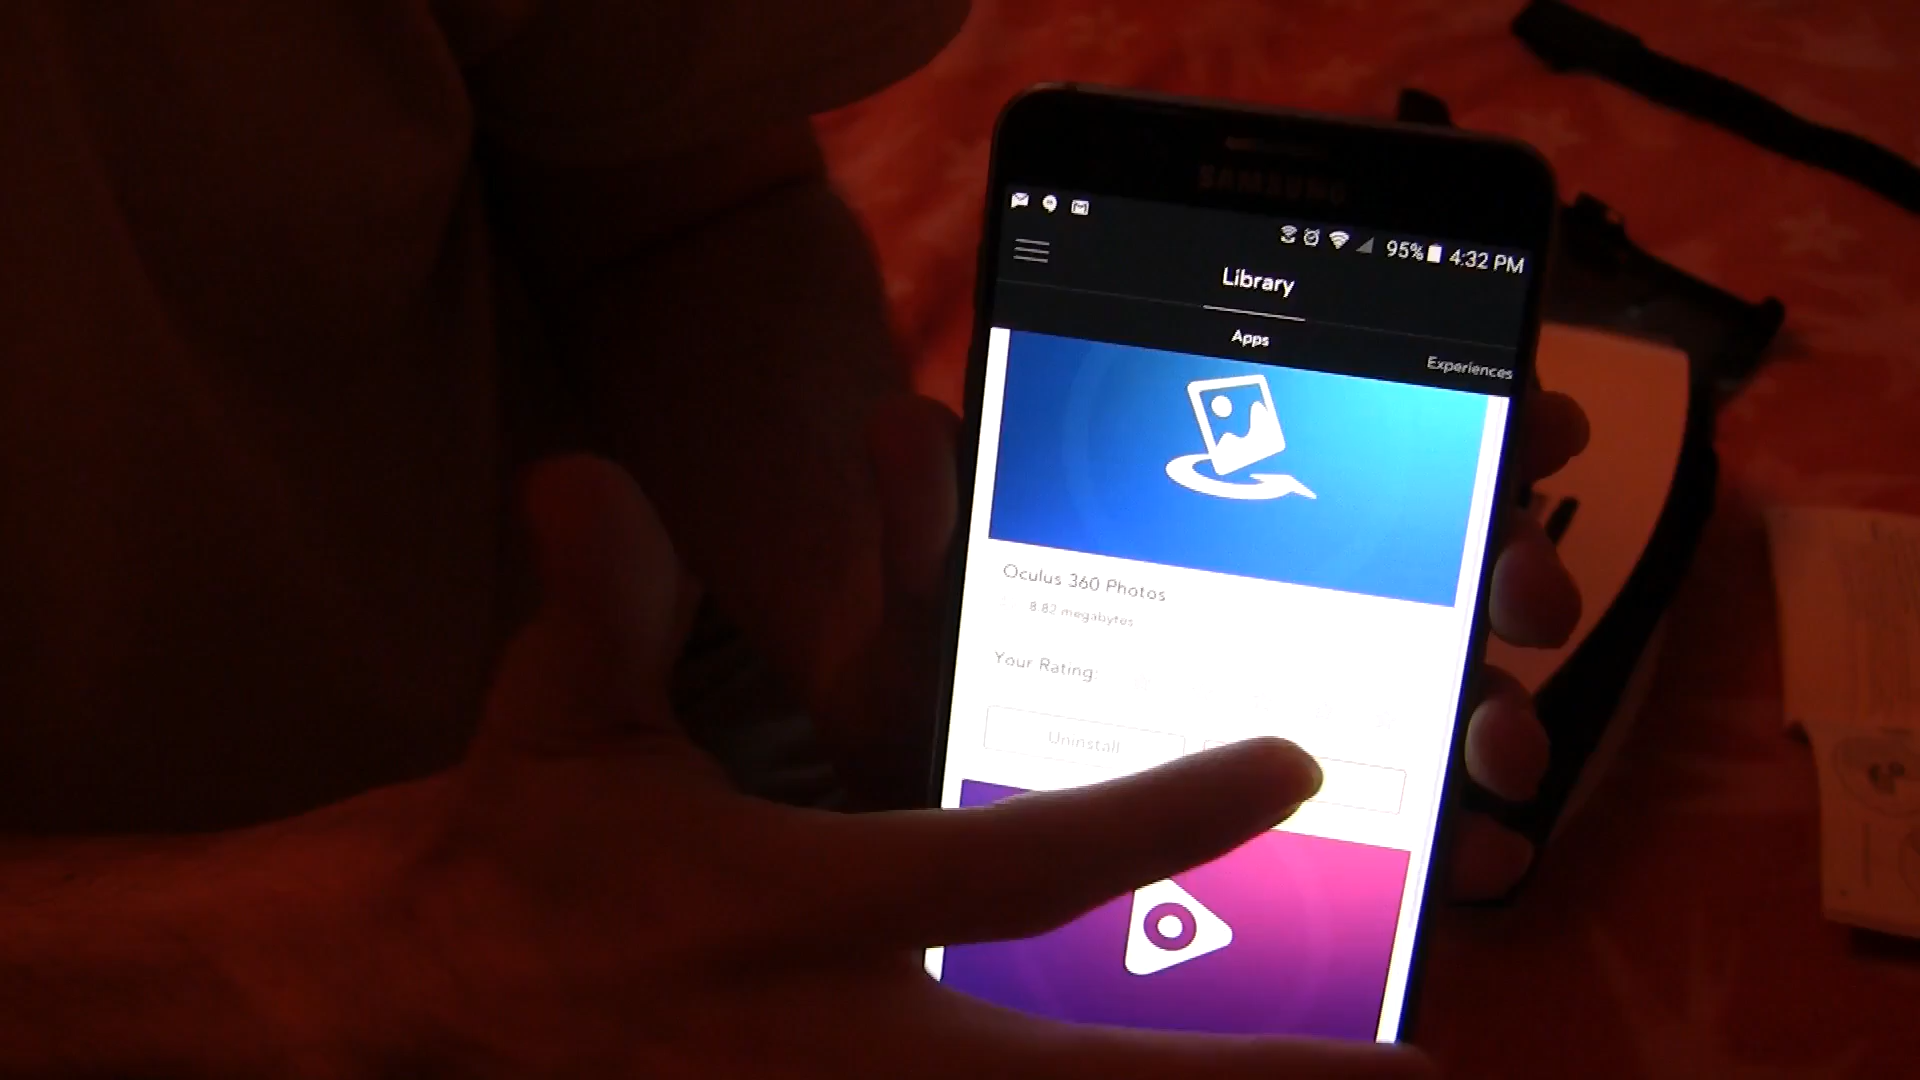 SAMSUNG
95% 4:32 PM
Library
Apps
Experiences
Oculus 360 Photos
8.82 megabytes
Your Rating:
Uninstall